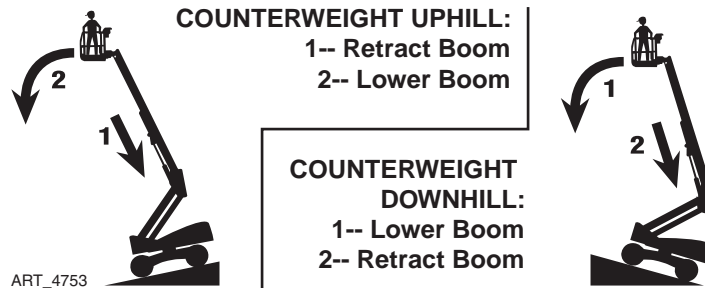 COUNTERWEIGHT UPHILL:
1-- Retract Boom
2-- Lower Boom
2
1
ART_4753
COUNTERWEIGHT
DOWNHILL:
1-- Lower Boom
2-- Retract Boom
1
2